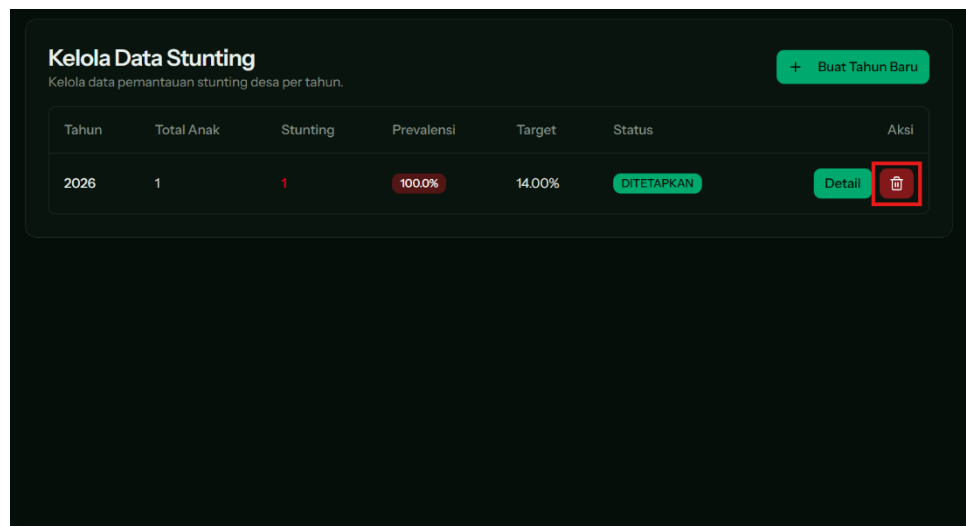 Kelola Data Stunting
Kelola data pemantauan stunting desa per tahun.
+ Buat Tahun Baru
Tahun Total Anak Stunting Prevalensi Target Status Aksi
2026 1 1 100.0% 14.00% DITETAPKAN Detail